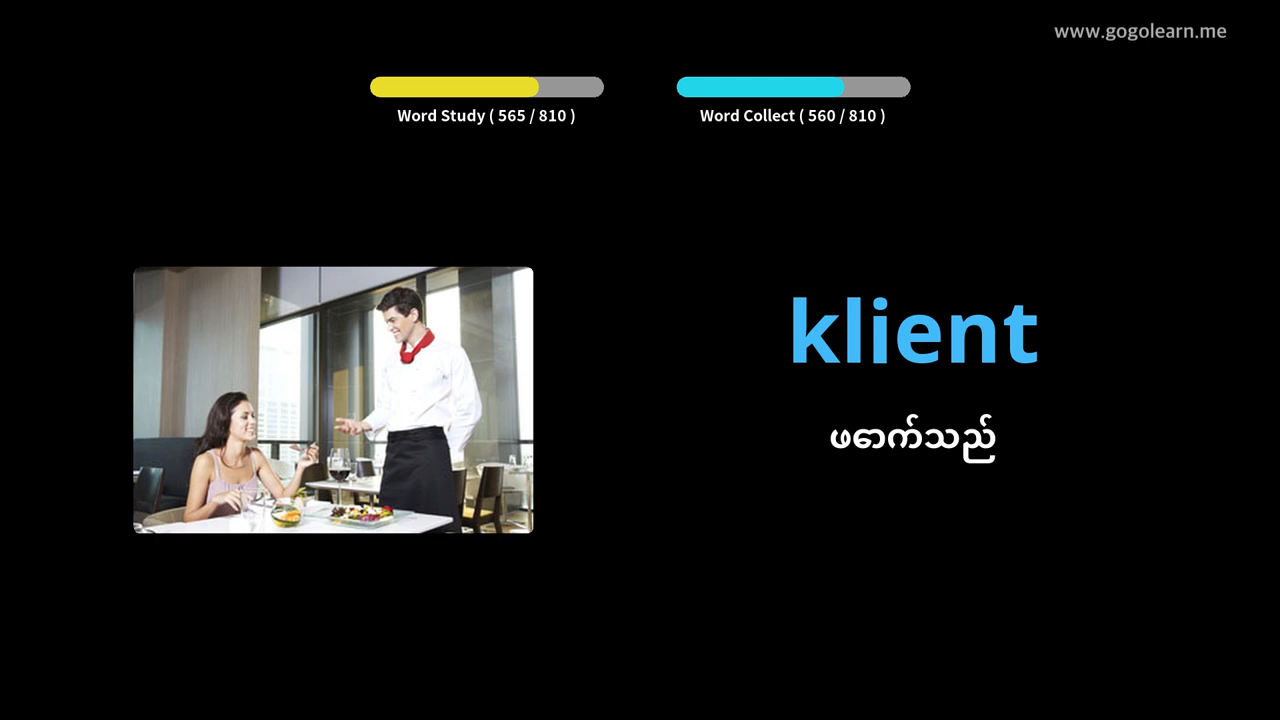 www.gogolearn.me
Word Study ( 565 / 810 )
Word Collect ( 560 / 810 )
klient
ဖောက်သည်